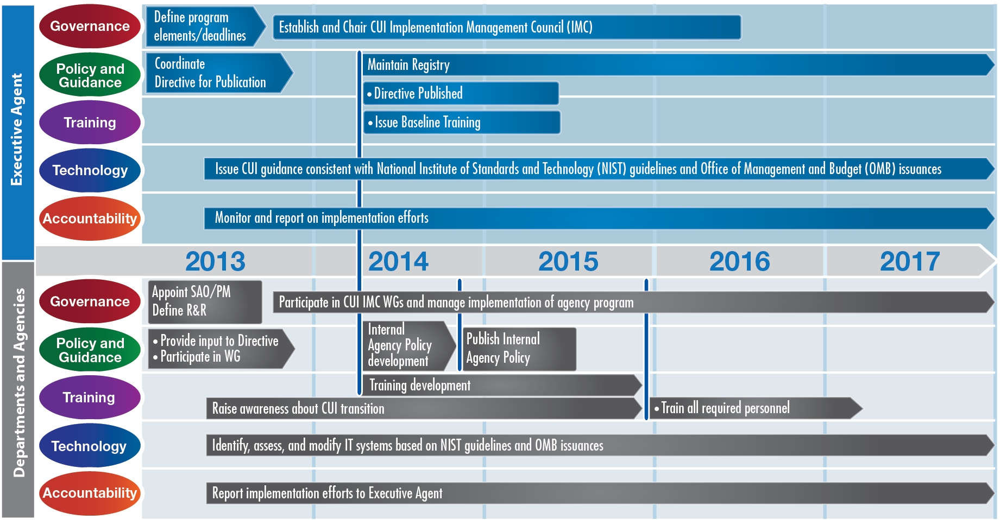 Executive Agent
Governance
Define program
elements/deadlines
Establish and Chair CUI Implementation Management Council (IMC)
Policy and
Guidance
Coordinate
Directive for Publication
Maintain Registry
• Directive Published
Training
• Issue Baseline Training
Technology
Issue CUI guidance consistent with National Institute of Standards and Technology (NIST) guidelines and Office of Management and Budget (OMB) issuances
Accountability
Monitor and report on implementation efforts
2013
2014
2015
2016
2017
Departments and Agencies
Governance
Appoint SAO/PM
Define R&R
Participate in CUI IMC WGs and manage implementation of agency program
Policy and
Guidance
• Provide input to Directive
• Participate in WG
Internal
Agency Policy
development
Publish Internal
Agency Policy
Training
Training development
Raise awareness about CUI transition
• Train all required personnel
Technology
Identify, assess, and modify IT systems based on NIST guidelines and OMB issuances
Accountability
Report implementation efforts to Executive Agent